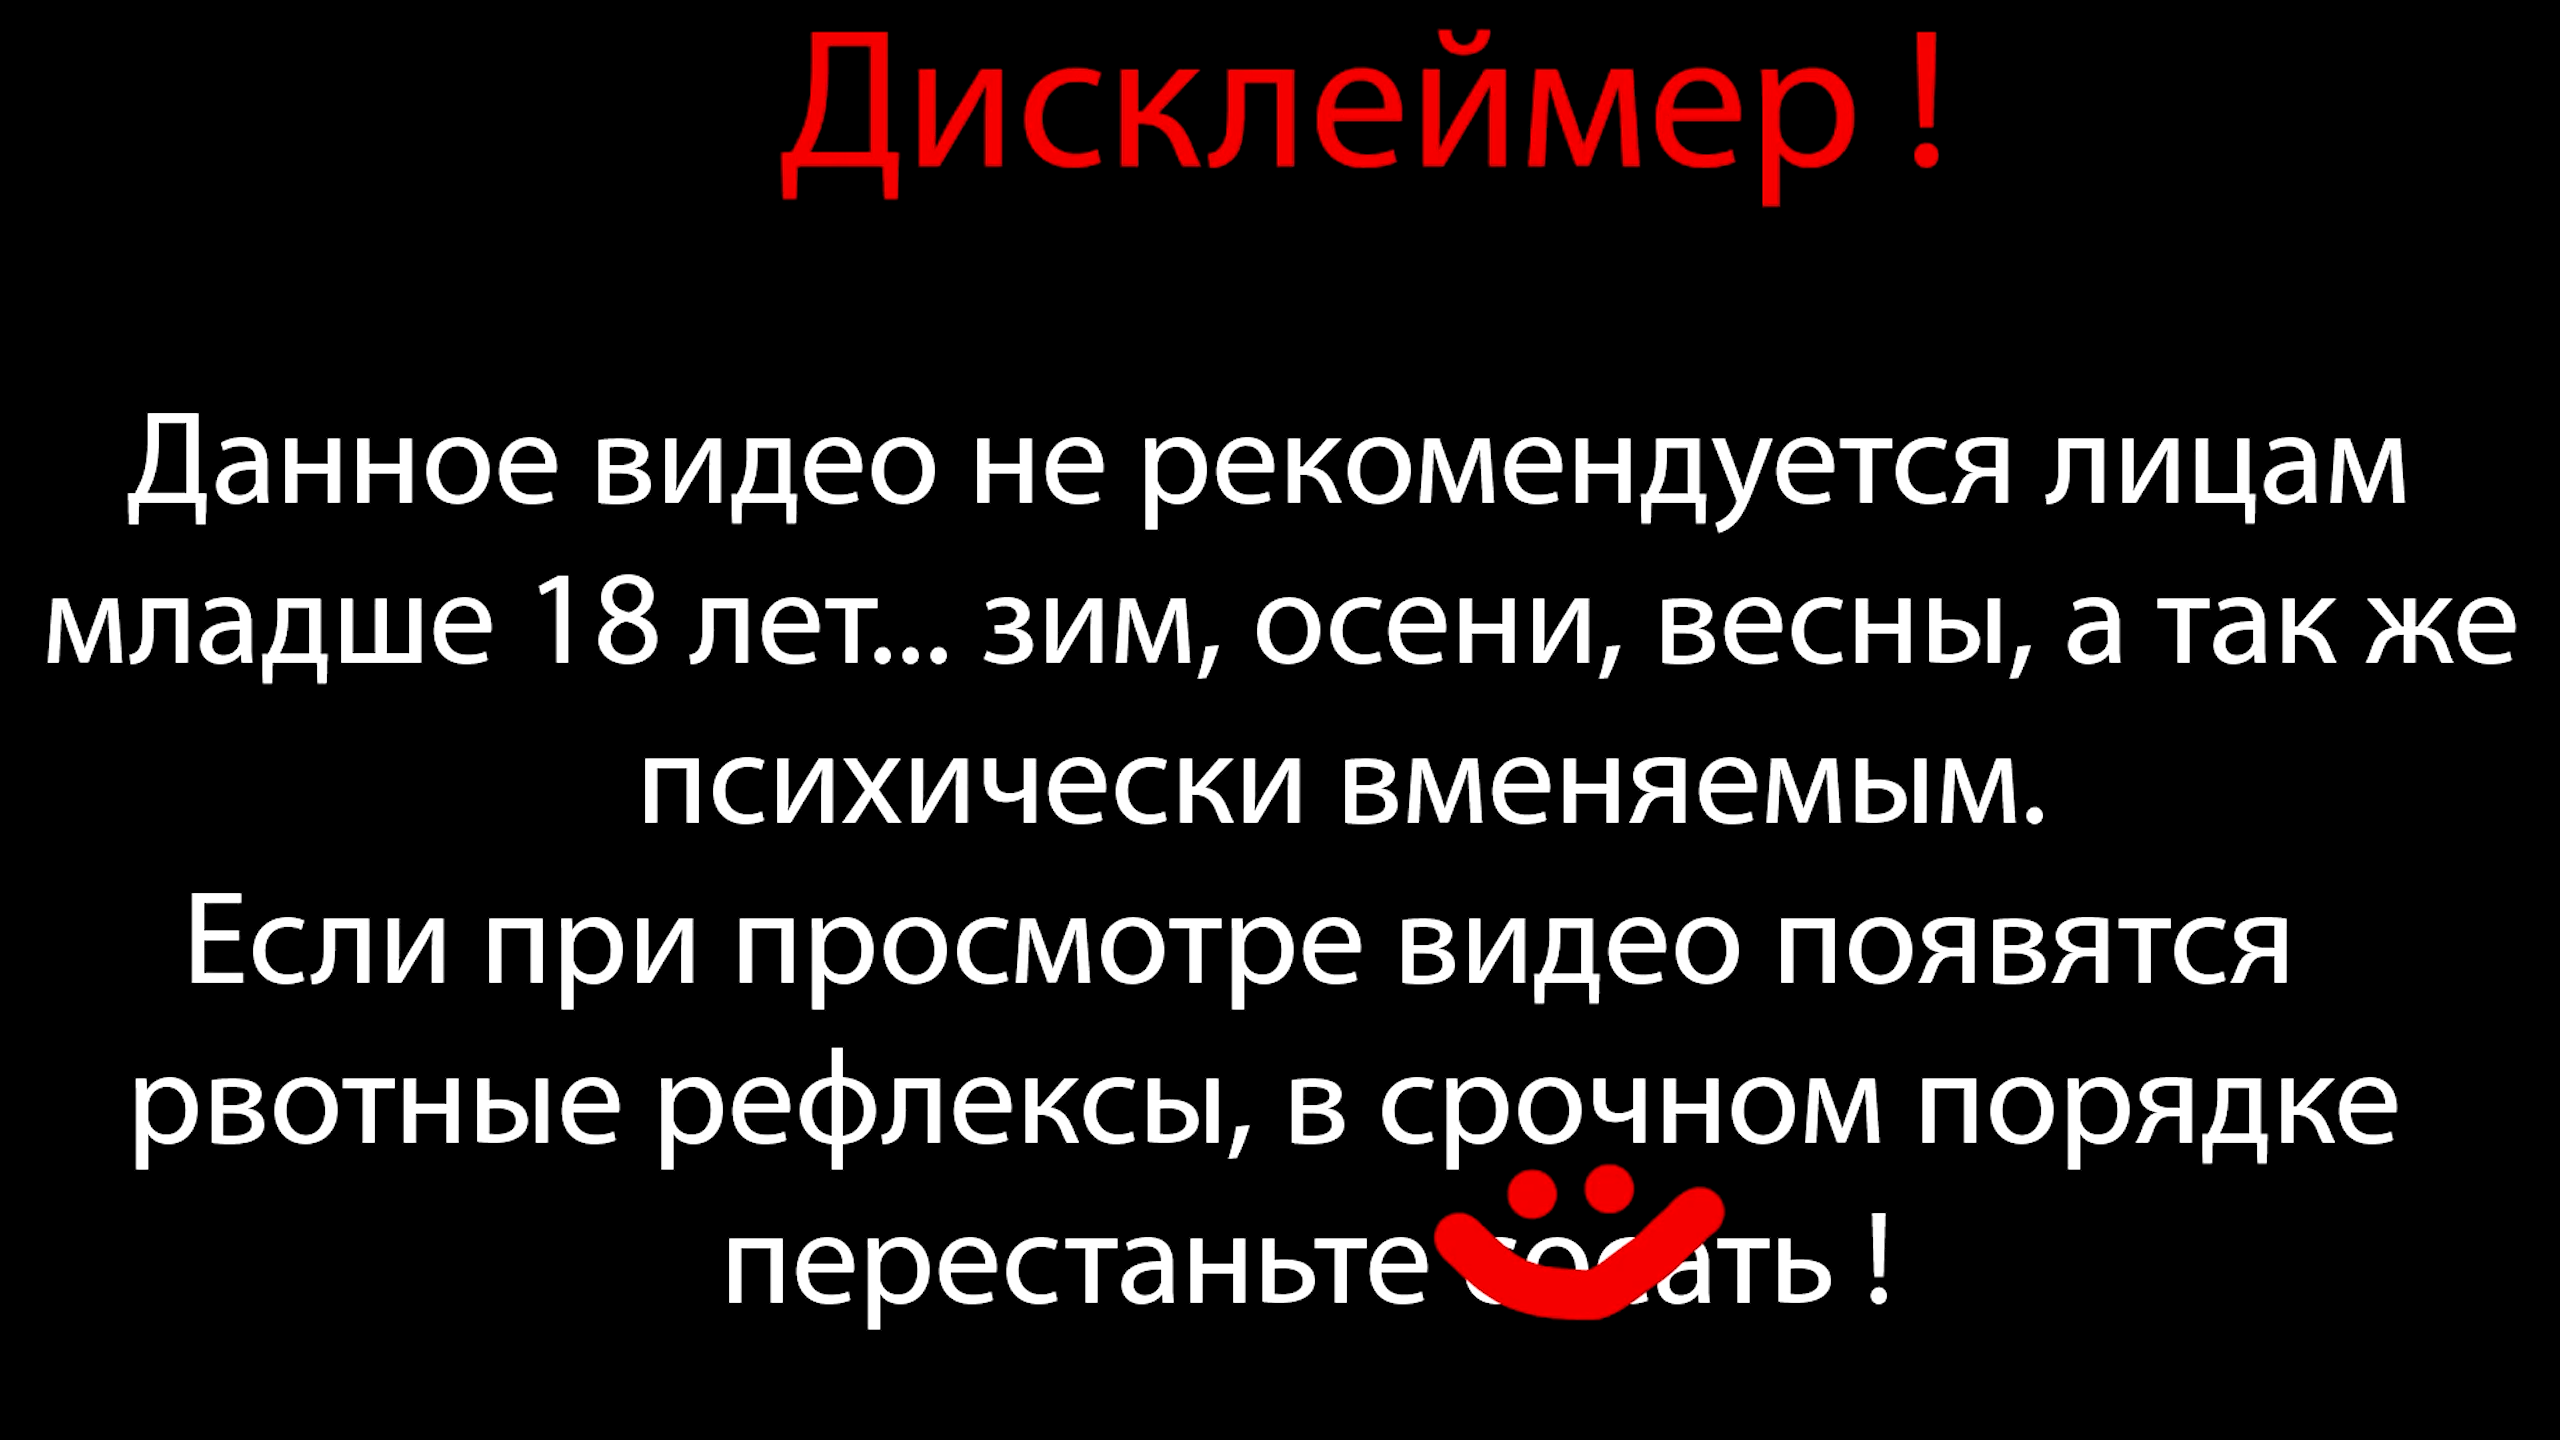 Дисклеймер !
Данное видео не рекомендуется лицам
младше 18 лет... зим, осени, весны, а так же
психически вменяемым.
Если при просмотре видео появятся
рвотные рефлексы, в срочном порядке
перестаньте сосать !